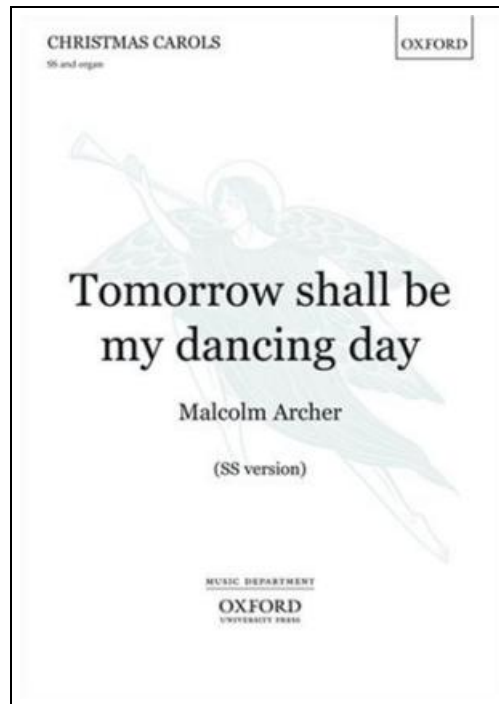 CHRISTMAS CAROLS
OXFORD
SS and organ
Tomorrow shall be
my dancing day
Malcolm Archer
(SS version)
MUSIC DEPARTMENT
OXFORD
UNIVERSITY PRESS